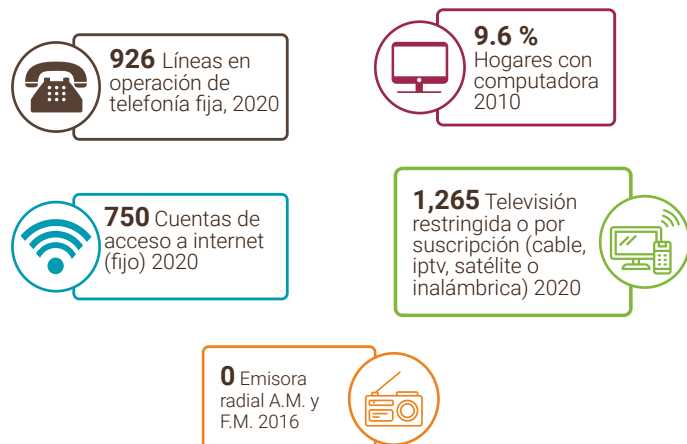 926 Líneas en
operación de
telefonía fija, 2020
9.6 %
Hogares con
computadora
2010
750 Cuentas de
acceso a internet
(fijo) 2020
1,265 Televisión
restringida o por
suscripción (cable,
iptv, satélite o
inalámbrica) 2020
0 Emisora
radial A.M. y
F.M. 2016